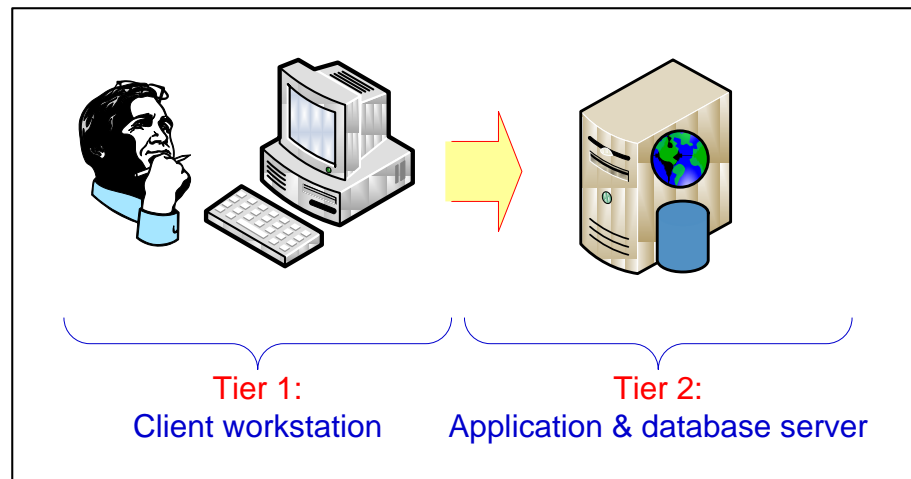 Tier 1:
Client workstation
Tier 2:
Application & database server